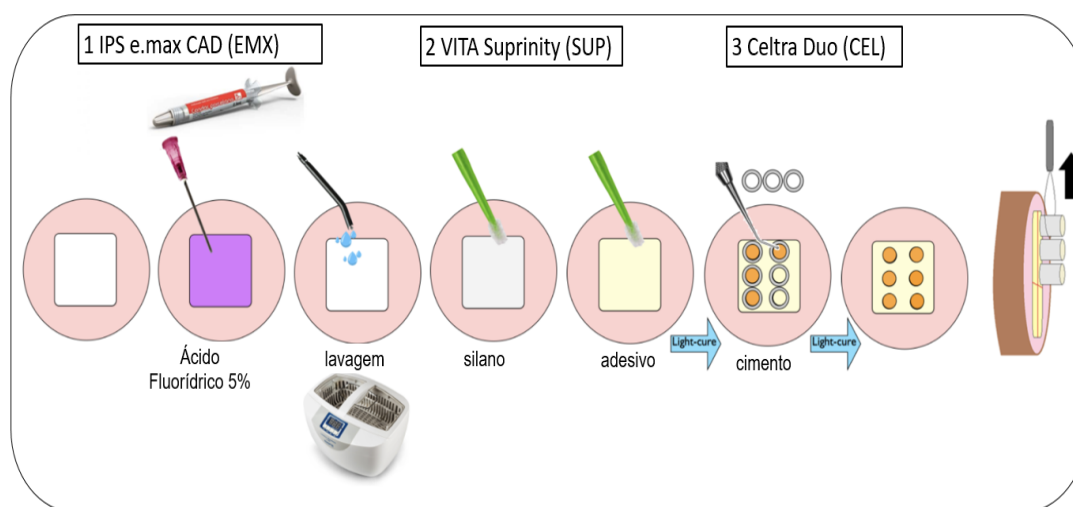 1 IPS e.max CAD (EMX)
2 VITA Suprinity (SUP)
3 Celtra Duo (CEL)
Ácido
Fluorídrico 5%
lavagem
silano
adesivo
Light-cure
cimento
Light-cure